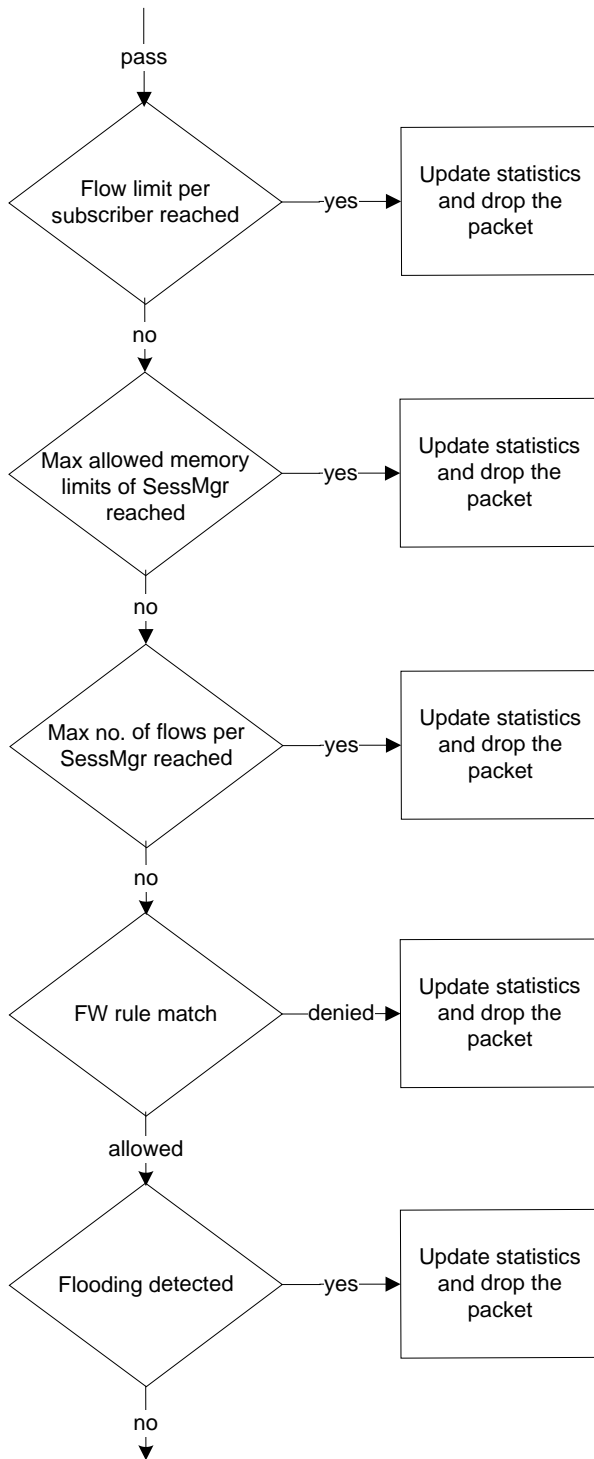 pass
Flow limit per
subscriber reached
yes
Update statistics
and drop the
packet
no
Max allowed memory
limits of SessMgr
reached
yes
Update statistics
and drop the
packet
no
Max no. of flows per
SessMgr reached
yes
Update statistics
and drop the
packet
no
FW rule match
denied
Update statistics
and drop the
packet
allowed
Flooding detected
yes
Update statistics
and drop the
packet
no